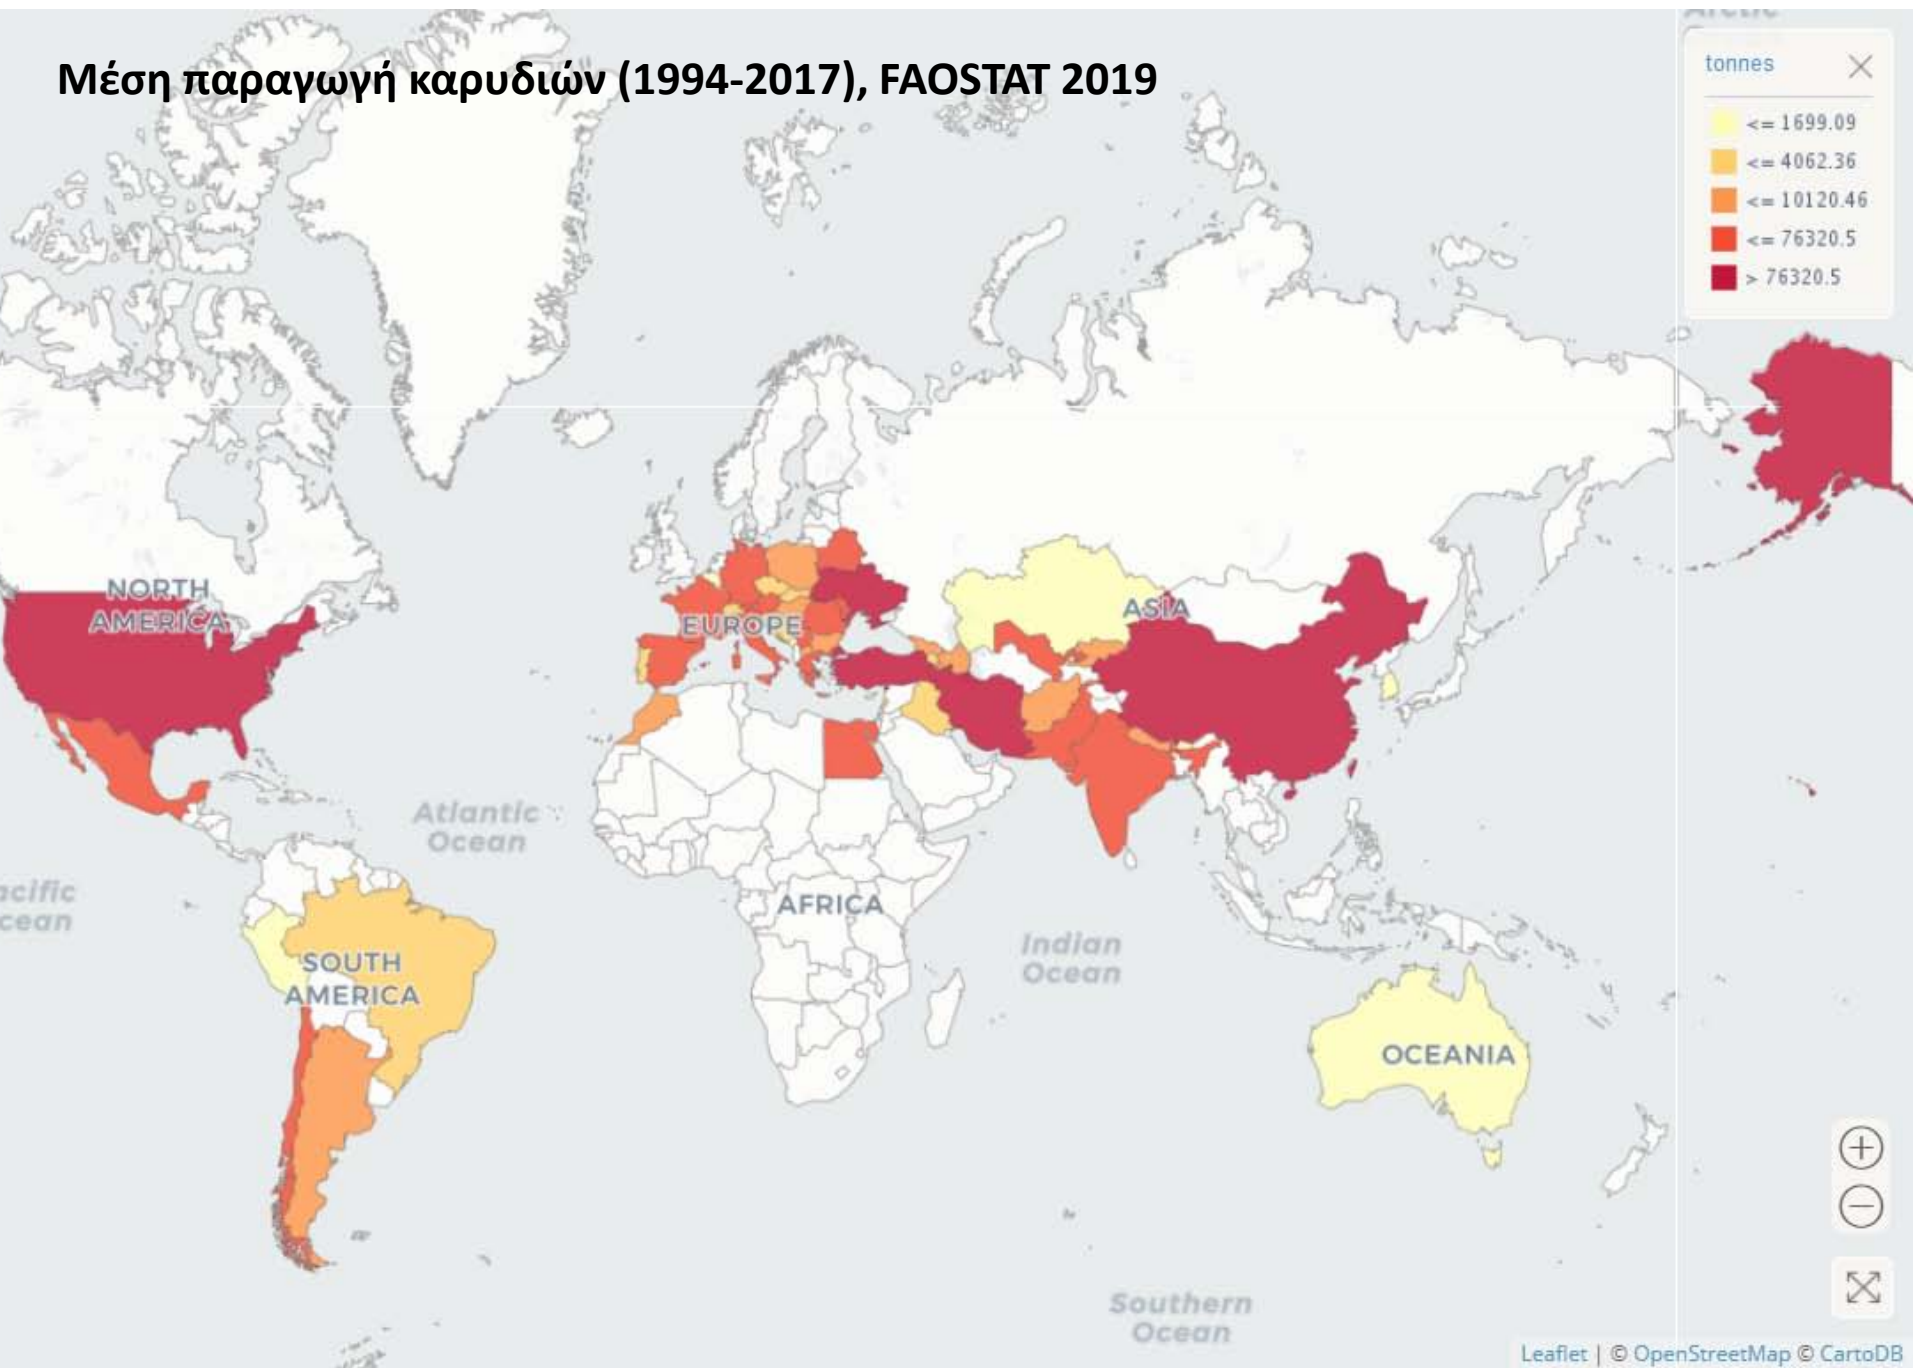 Μέση παραγωγή καρυδιών (1994-2017), FAOSTAT 2019
Arctic
tonnes
<= 1699.09
<= 4062.36
<= 10120.46
<= 76320.5
> 76320.5
NORTH
AMERICA
EUROPE
ASIA
Atlantic
Ocean
AFRICA
acific
cean
SOUTH
AMERICA
Indian
Ocean
OCEANIA
Southern
Ocean
Leaflet | © OpenStreetMap © CartoDB